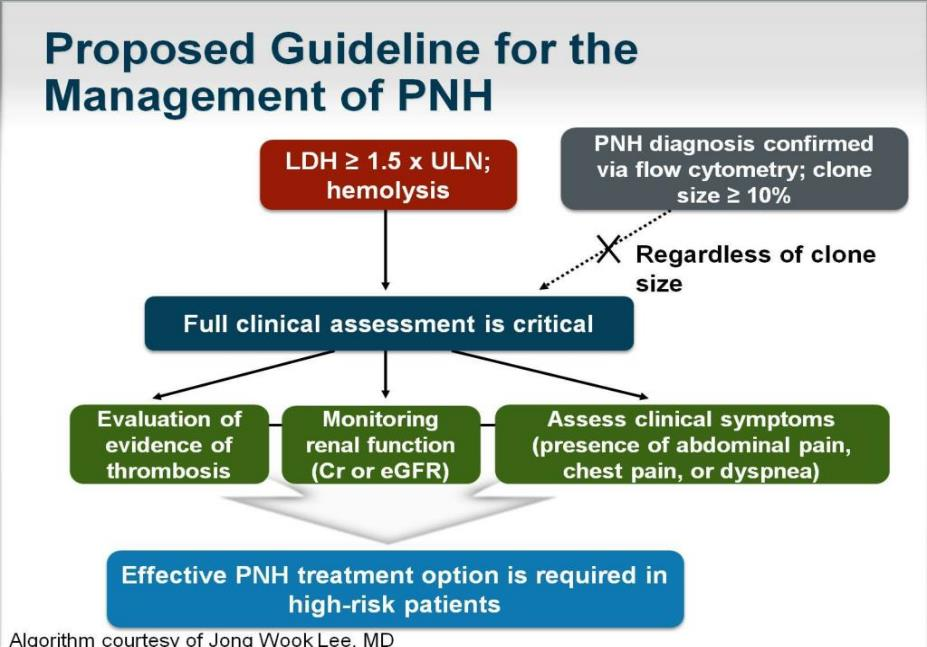 Proposed Guideline for the
Management of PNH
LDH ≥ 1.5 x ULN;
hemolysis
PNH diagnosis confirmed
via flow cytometry; clone
size ≥ 10%
Regardless of clone
size
Full clinical assessment is critical
Evaluation of
evidence of
thrombosis
Monitoring
renal function
(Cr or eGFR)
Assess clinical symptoms
(presence of abdominal pain,
chest pain, or dyspnea)
Effective PNH treatment option is required in
high-risk patients
Algorithm courtesy of Jong Wook Lee, MD